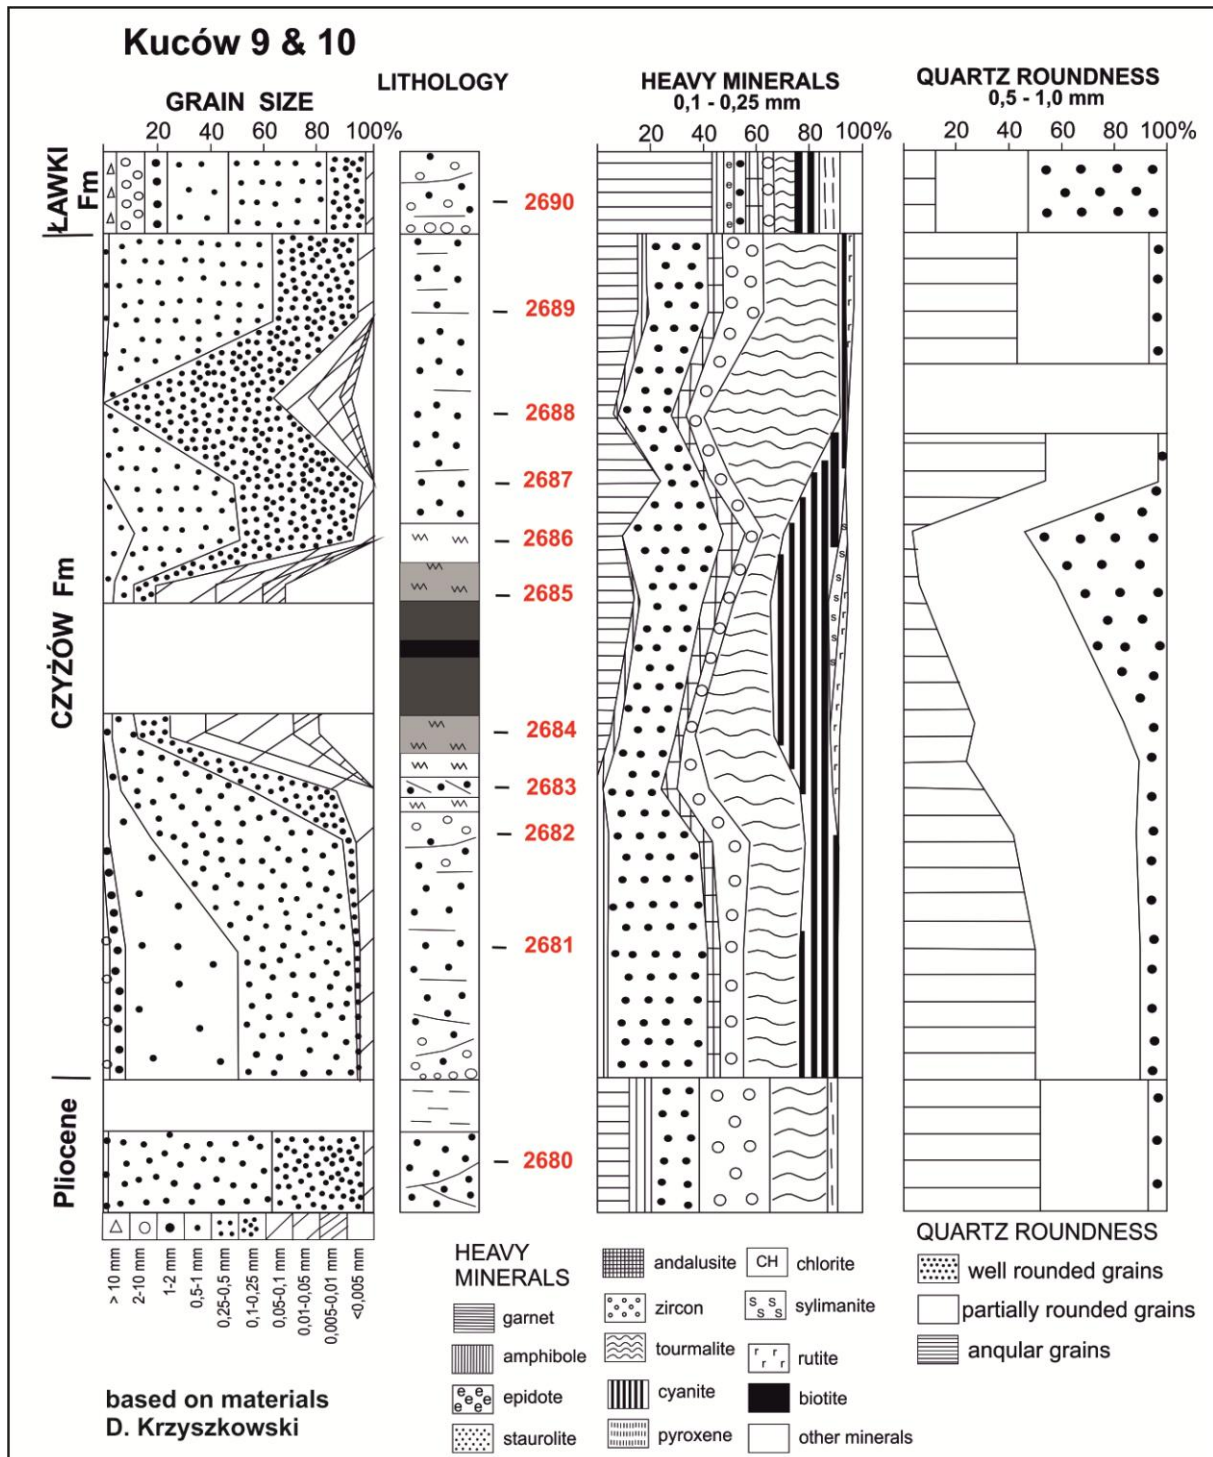 Kuców 9 & 10
GRAIN SIZE
20 40 60 80 100%
LITHOLOGY
HEAVY MINERALS
0,1 - 0,25 mm
20 40 60 80 100%
QUARTZ ROUNDNESS
0,5 - 1,0 mm
20 40 60 80 100%
ŁAWKI Fm
CZYŻÓW Fm
Pliocene
2690
2689
2688
2687
2686
2685
2684
2683
2682
2681
2680
> 10 mm
2-10 mm
1-2 mm
0,5-1 mm
0,25-0,5 mm
0,1-0,25 mm
0,05-0,1 mm
0,01-0,05 mm
0,005-0,01 mm
<0,005 mm
based on materials
D. Krzyszkowski
HEAVY
MINERALS
garnet
amphibole
epidote
staurolite
andalusite
zircon
tourmalite
cyanite
pyroxene
CH chlorite
sylimanite
rutite
biotite
other minerals
QUARTZ ROUNDNESS
well rounded grains
partially rounded grains
anqular grains